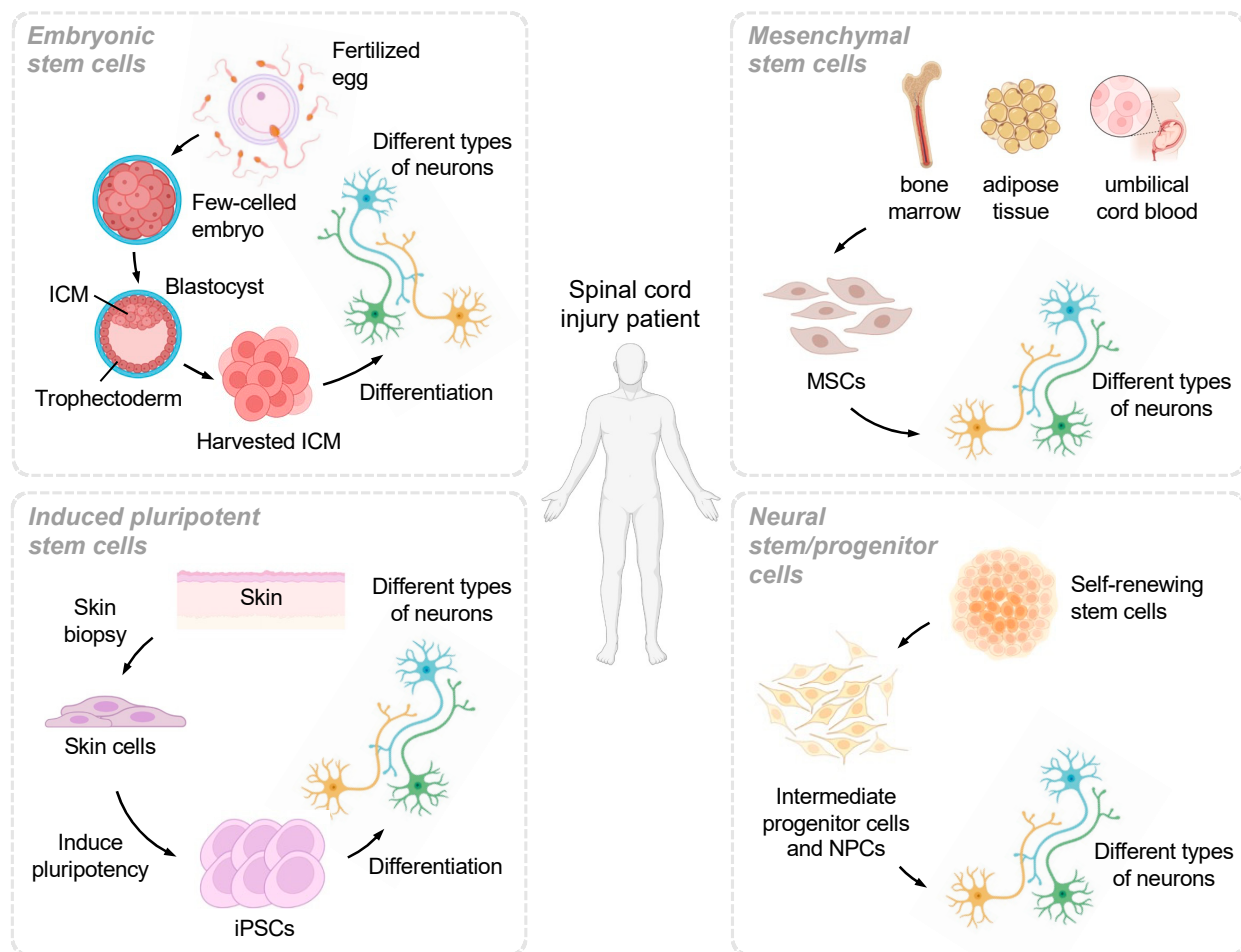 Embryonic
stem cells
Fertilized
egg
Different types
of neurons
Few-celled
embryo
ICM
Blastocyst
Trophectoderm
Harvested ICM
Differentiation
Spinal cord
injury patient
Mesenchymal
stem cells
bone
marrow
adipose
tissue
umbilical
cord blood
MSCs
Different types
of neurons
Induced pluripotent
stem cells
Skin
Skin
biopsy
Skin cells
Induce
pluripotency
iPSCs
Different types
of neurons
Differentiation
Neural
stem/progenitor
cells
Self-renewing
stem cells
Intermediate
progenitor cells
and NPCs
Different types
of neurons